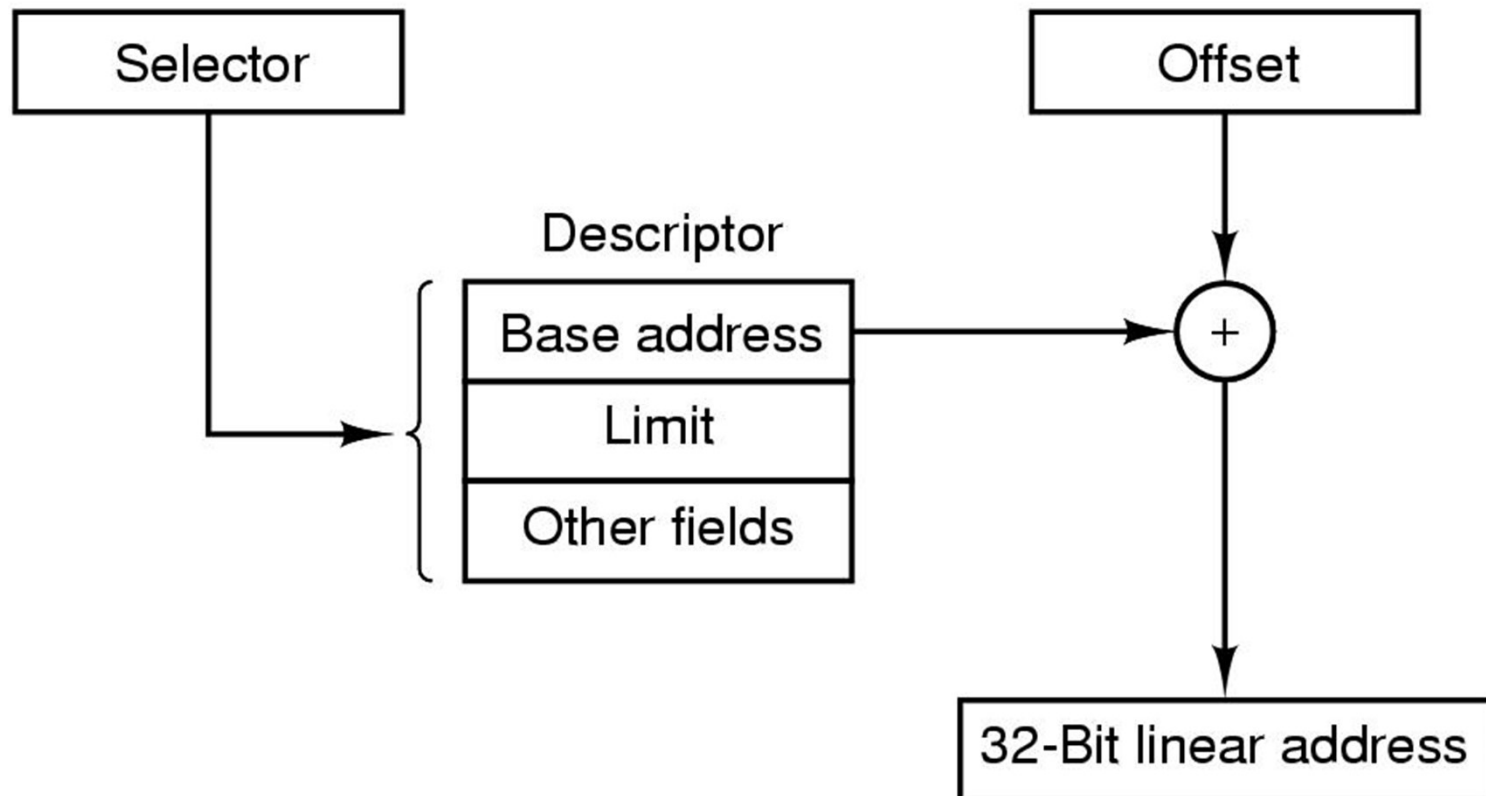 Selector
Offset
Descriptor
Base address
+
Limit
Other fields
32-Bit linear address